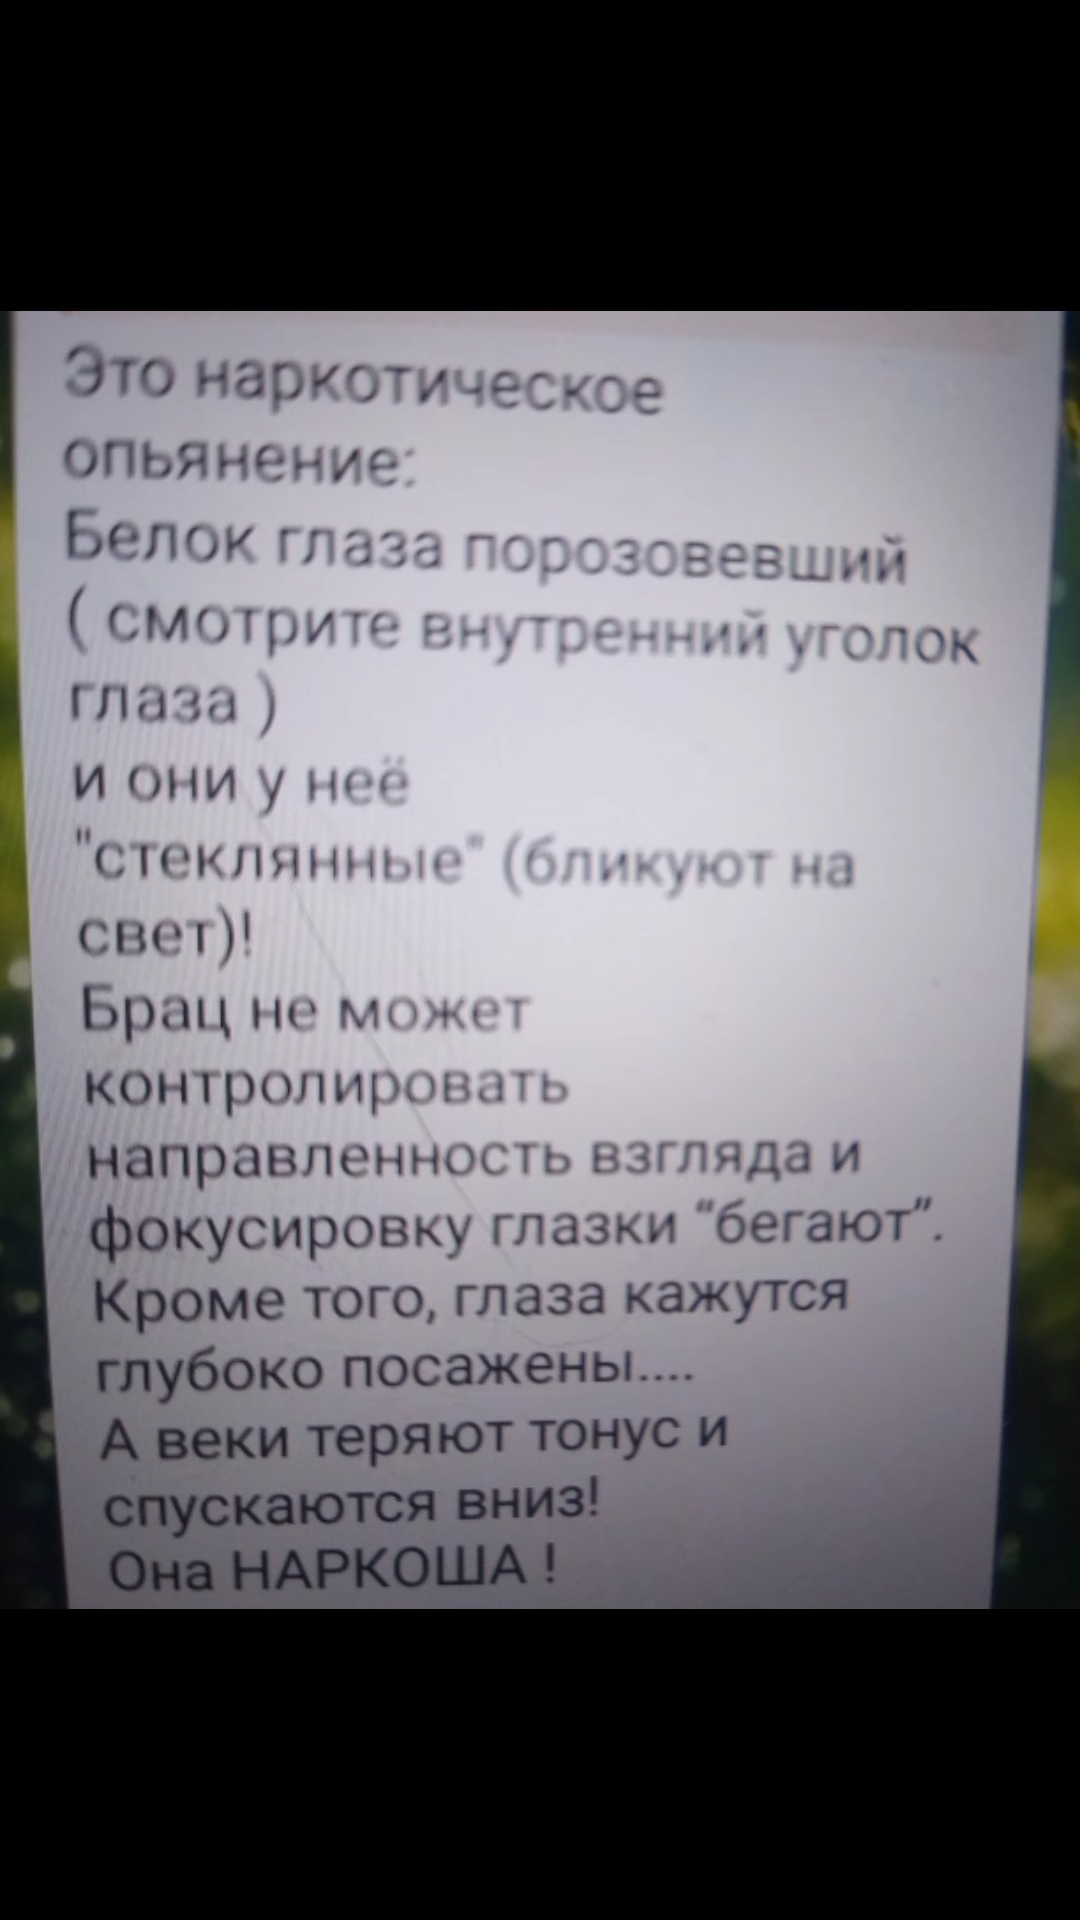 Это наркотическое
опьянение:
Белок глаза порозовевший
( смотрите внутренний уголок
глаза )
и они у неё
"стеклянные" (бликуют на
свет)!
Брац не может
контролировать
направленность взгляда и
фокусировку глазки “бегают”.
Кроме того, глаза кажутся
глубоко посажены....
А веки теряют тонус и
спускаются вниз!
Она НАРКОША !